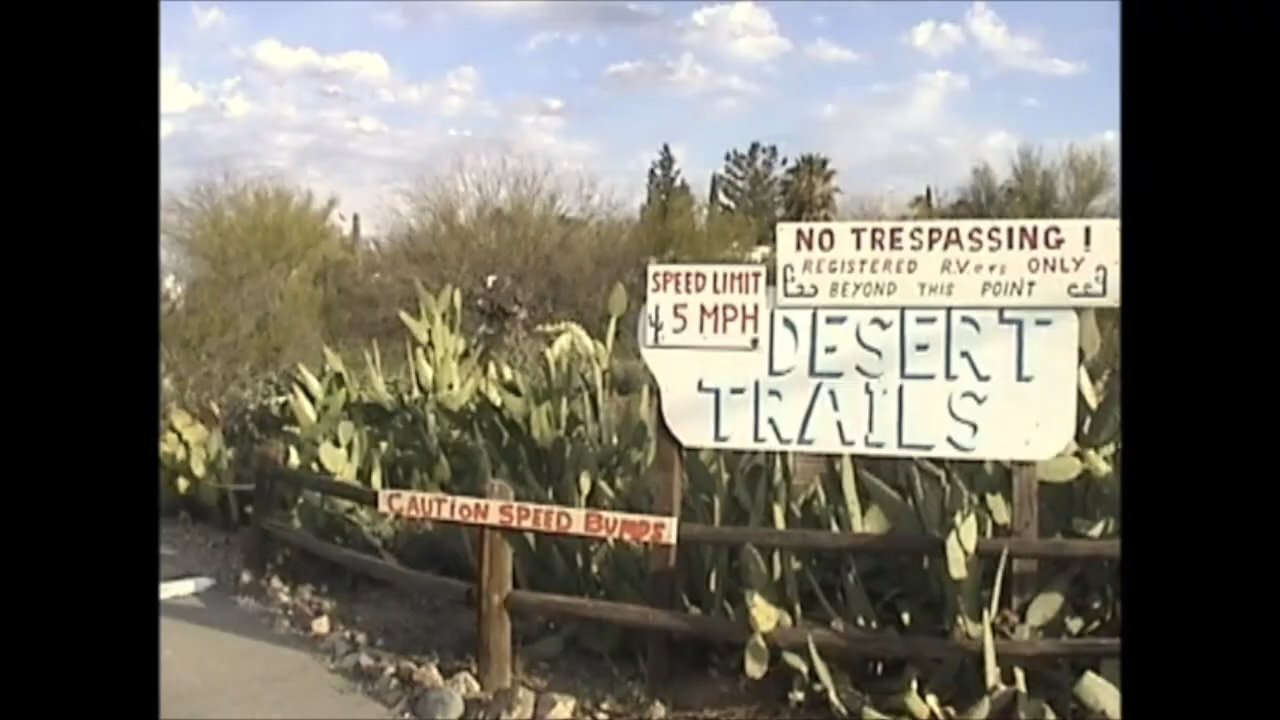 NO TRESPASSING !
REGISTERED R.V.ers ONLY
BEYOND THIS POINT
SPEED LIMIT
5 MPH
DESERT
TRAILS
CAUTION SPEED BUMPS